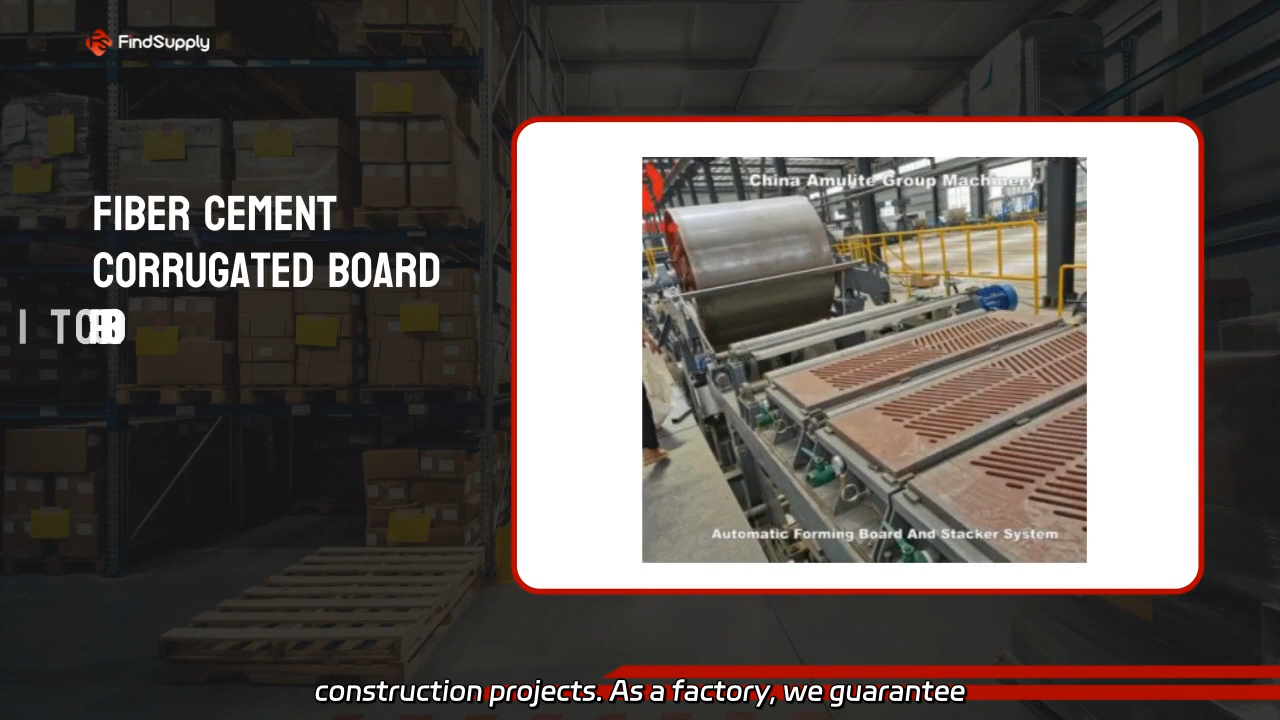 FindSupply
FIBER CEMENT
CORRUGATED BOARD
China Amulite Group Machinery
Automatic Forming Board And Stacker System
construction projects. As a factory, we guarantee